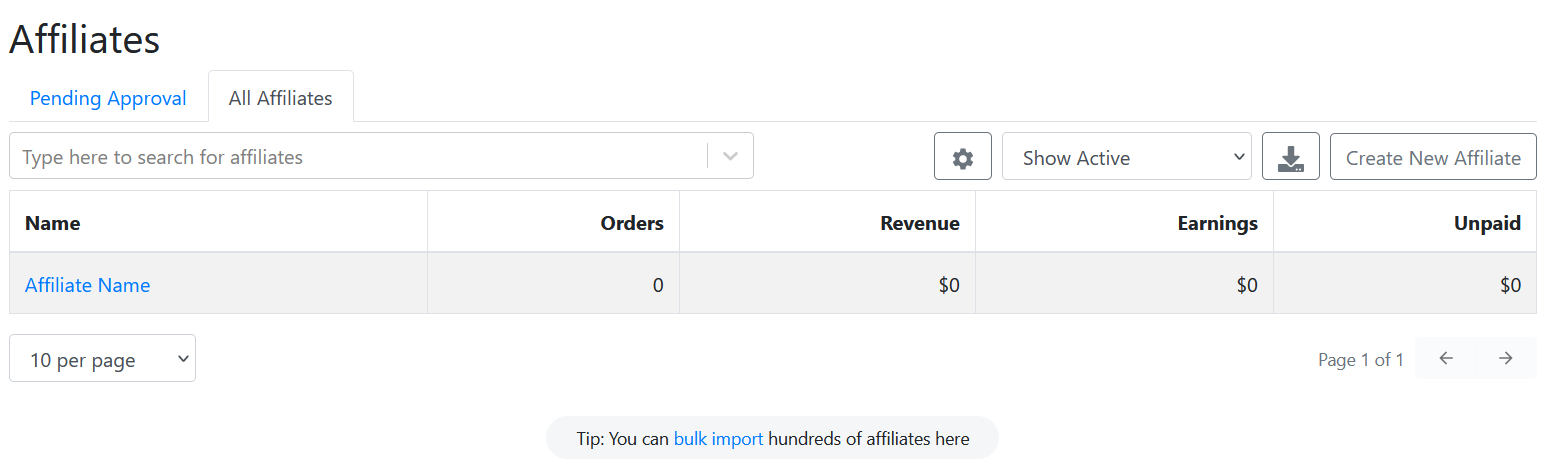 Affiliates
Pending Approval All Affiliates
Type here to search for affiliates Show Active Create New Affiliate
Name Orders Revenue Earnings Unpaid
Affiliate Name 0 $0 $0 $0
10 per page Page 1 of 1
Tip: You can bulk import hundreds of affiliates here